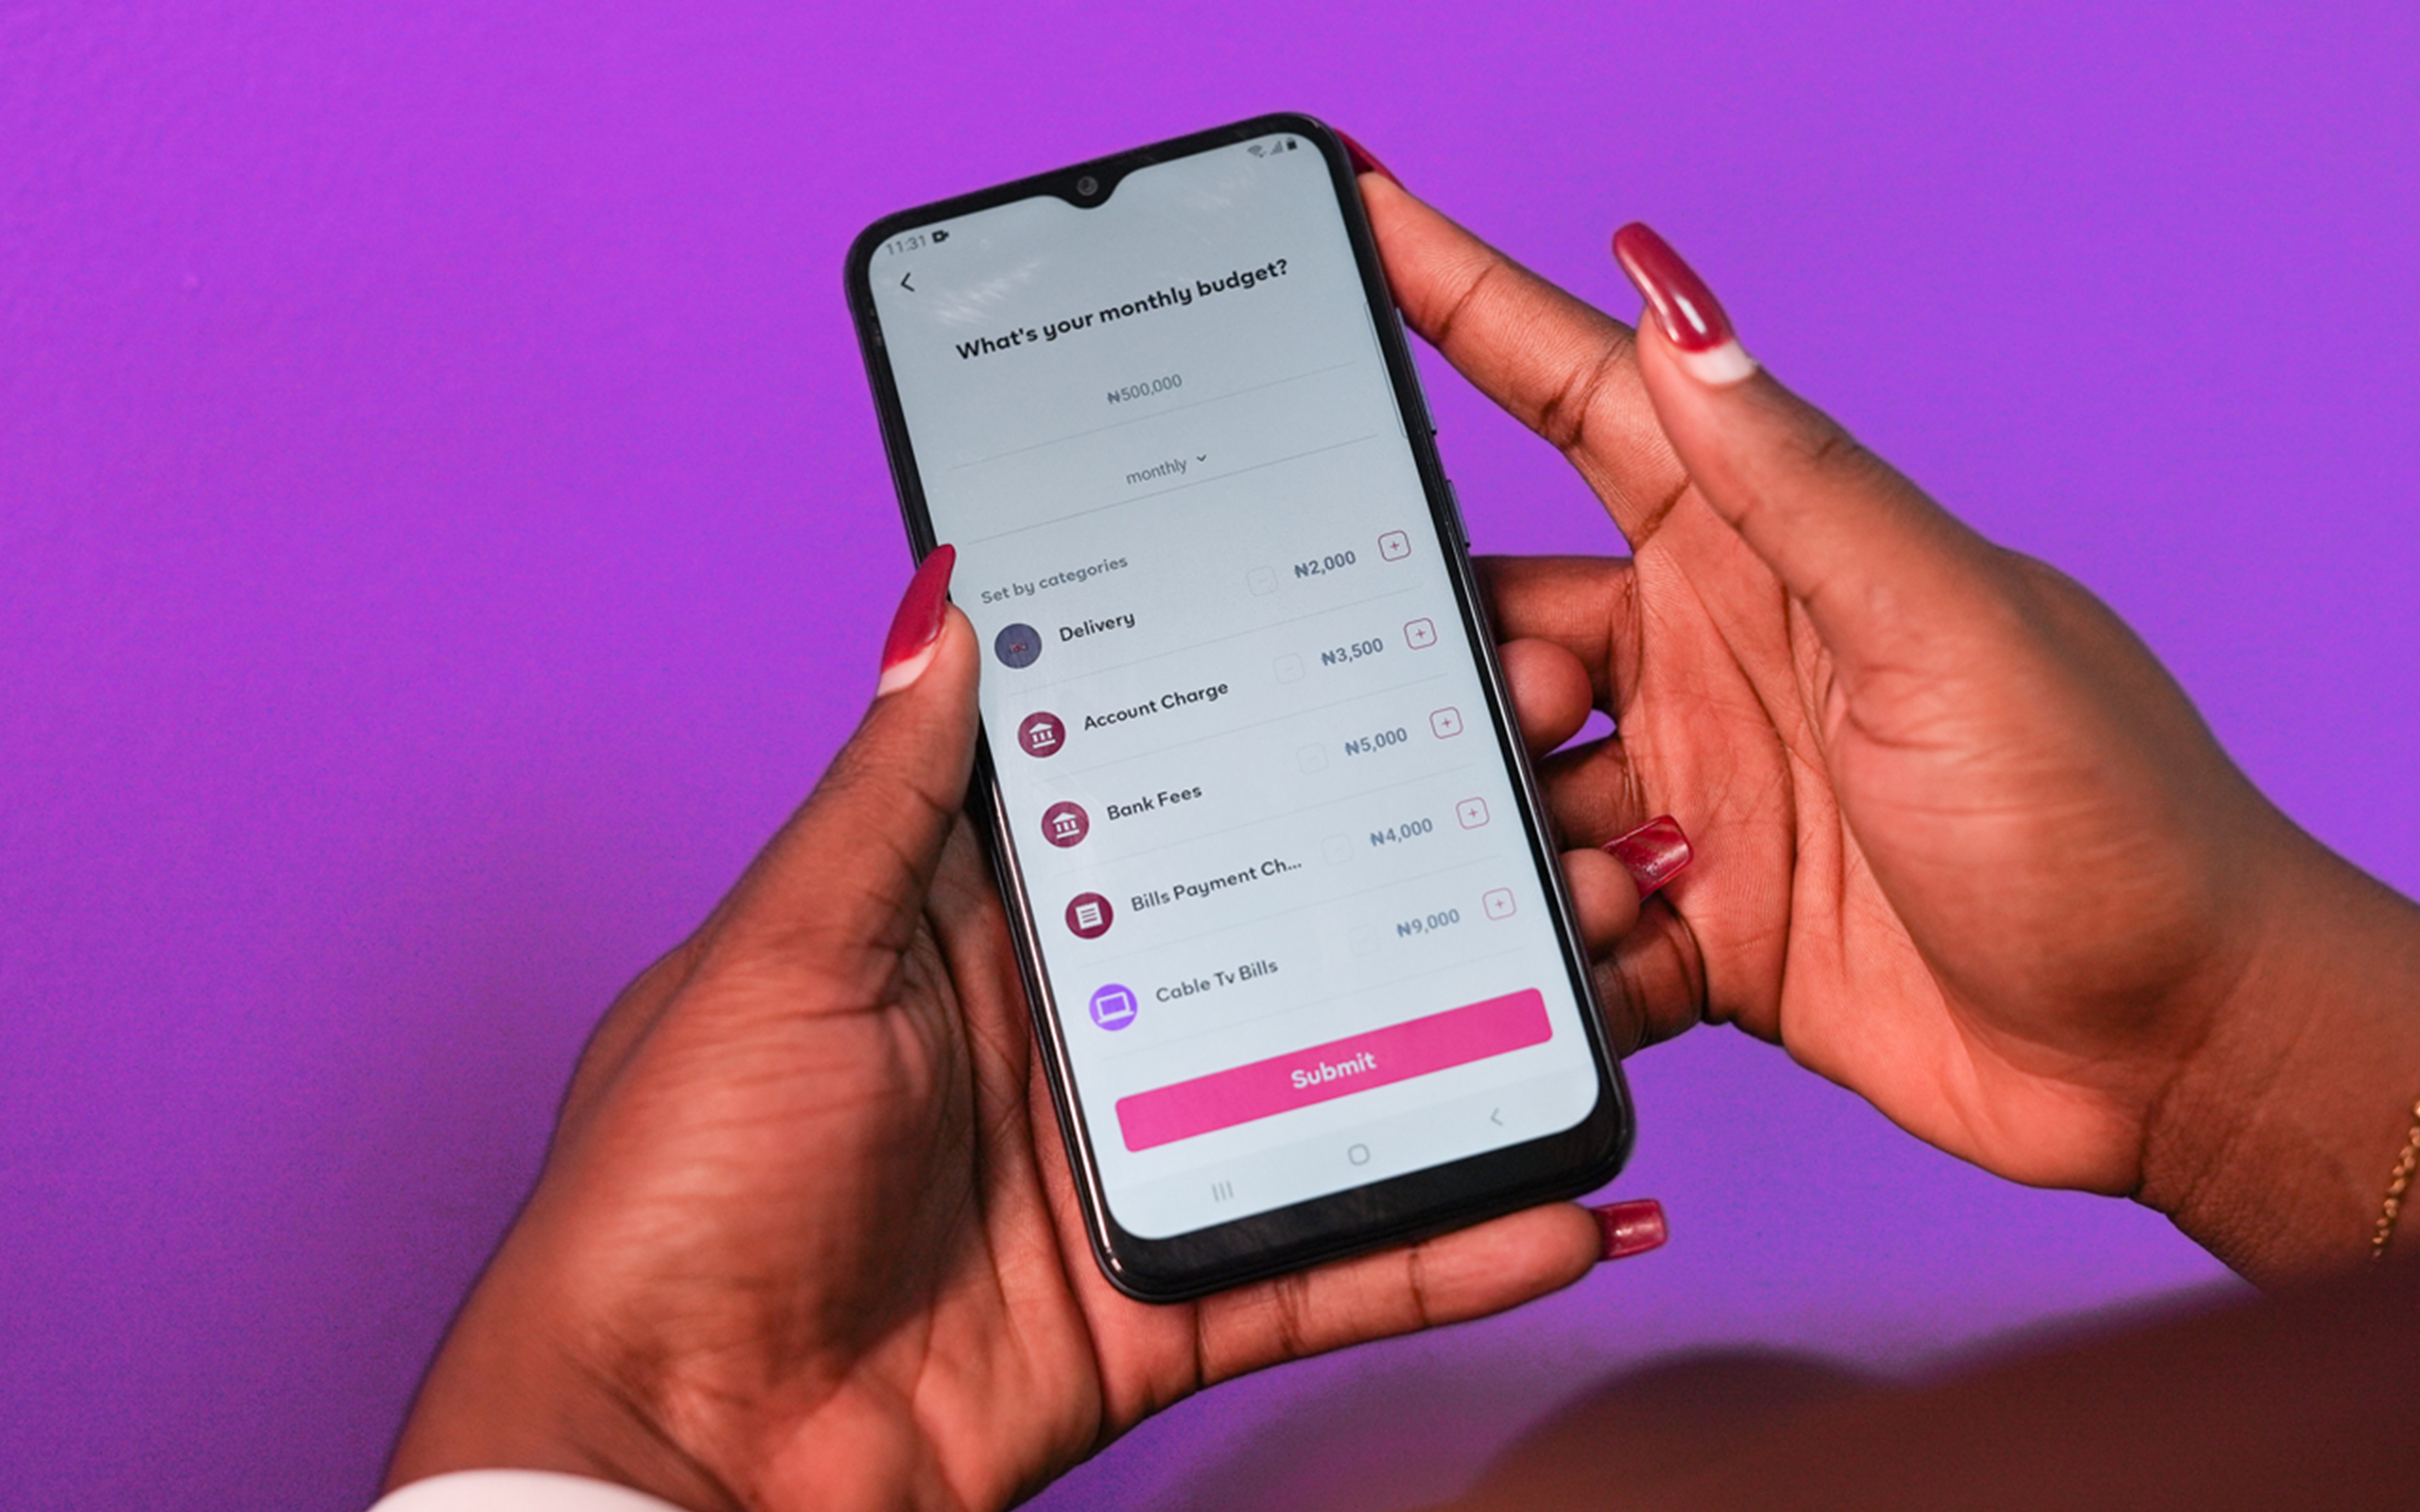 11:31
What's your monthly budget?
₦500,000
monthly
Set by categories
Delivery ₦2,000
Account Charge ₦3,500
Bank Fees ₦5,000
Bills Payment Ch... ₦4,000
Cable Tv Bills ₦9,000
Submit